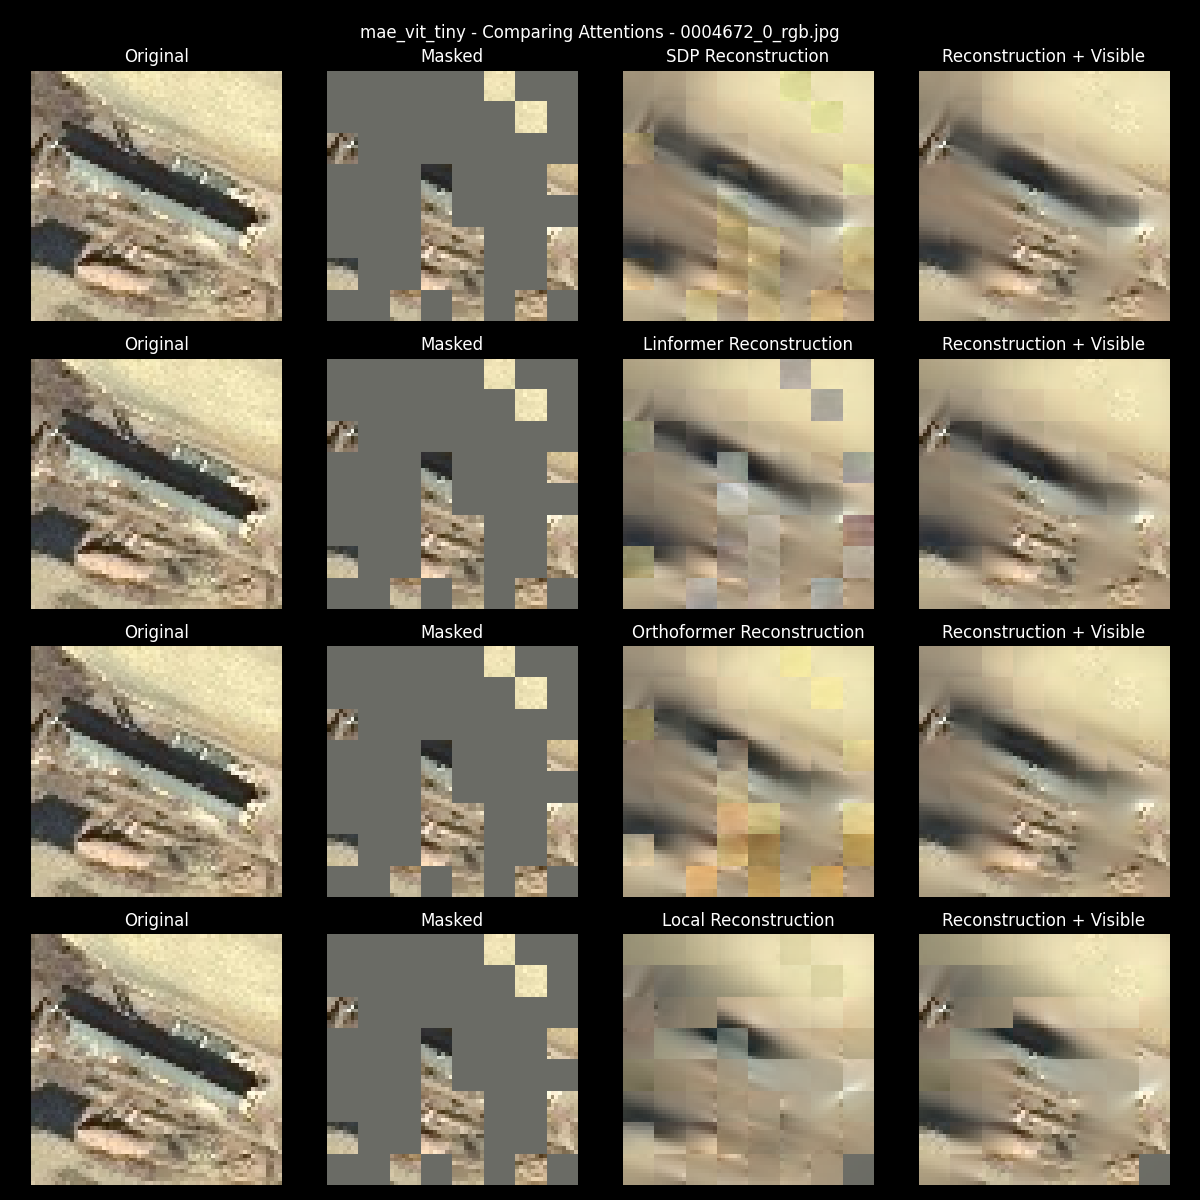 mae_vit_tiny - Comparing Attentions - 0004672_0_rgb.jpg
Original Masked SDP Reconstruction Reconstruction + Visible
Original Masked Linformer Reconstruction Reconstruction + Visible
Original Masked Orthoformer Reconstruction Reconstruction + Visible
Original Masked Local Reconstruction Reconstruction + Visible